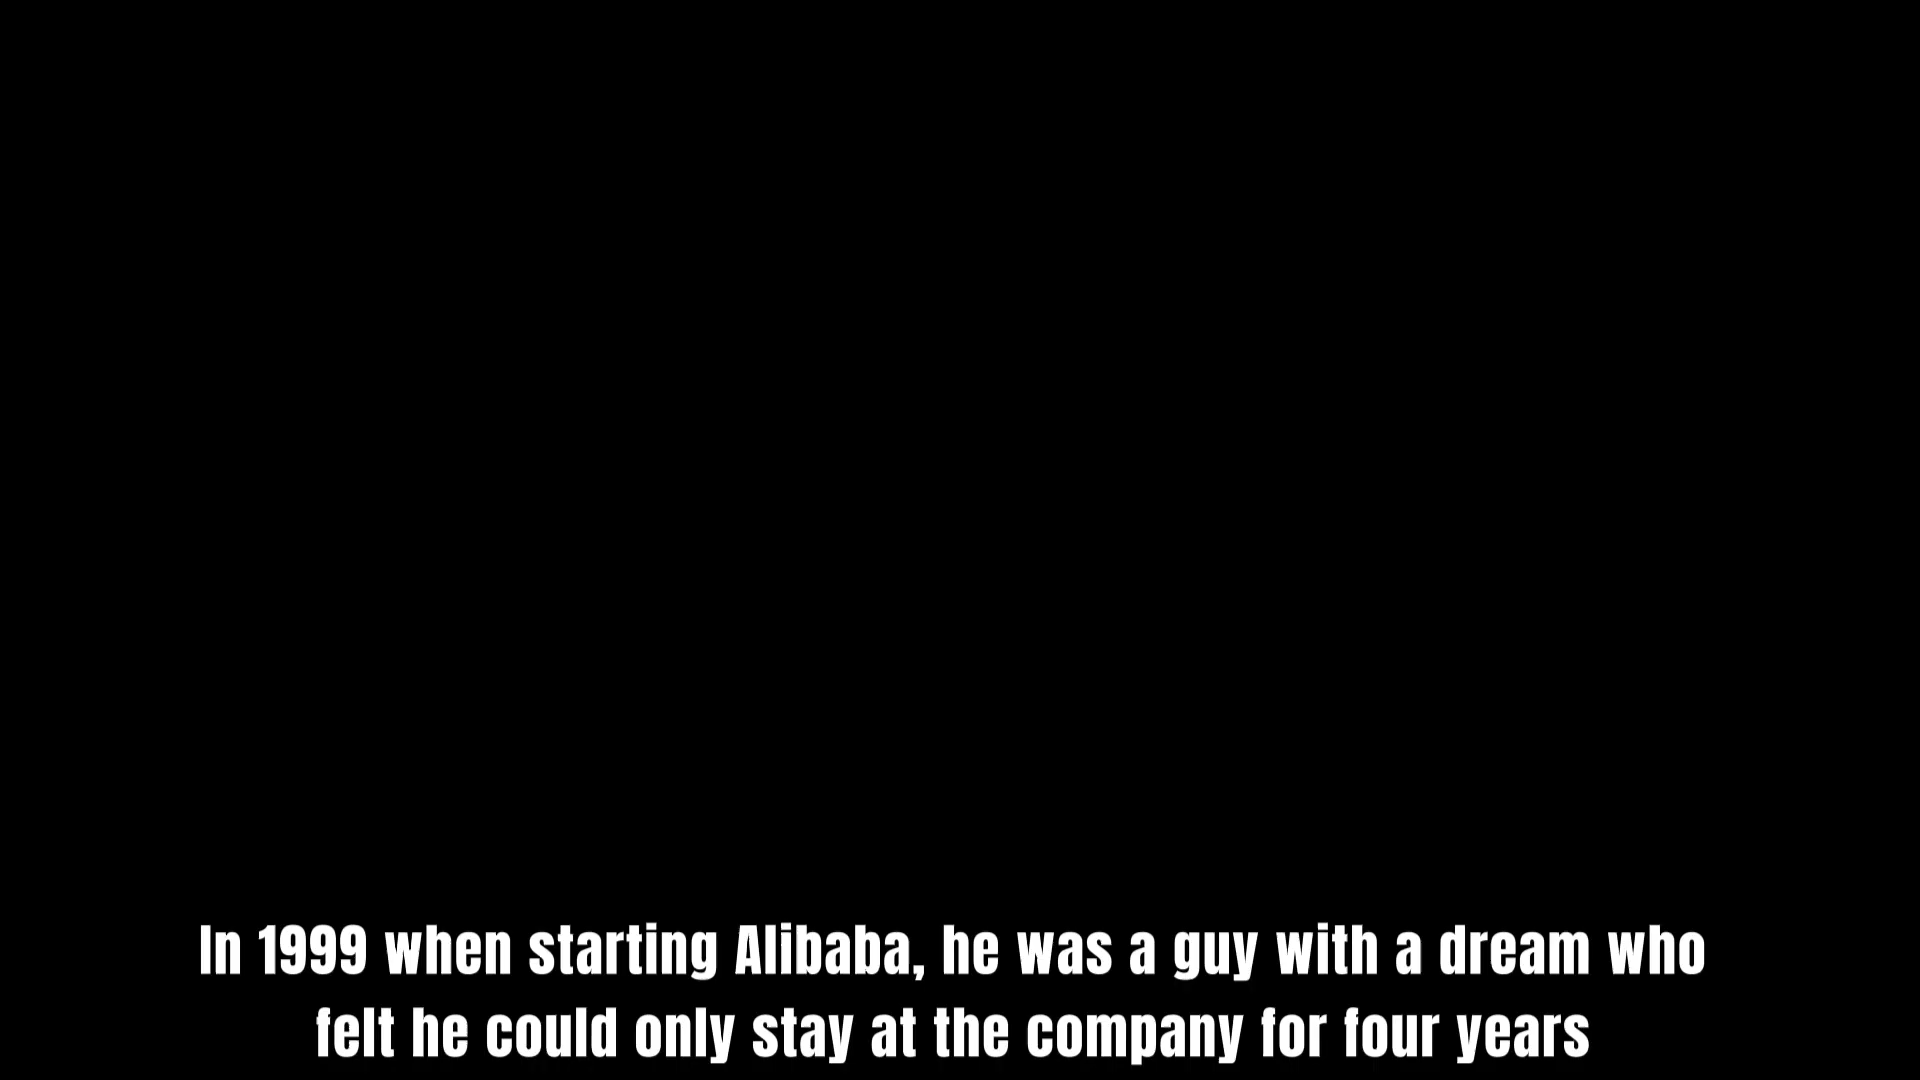 In 1999 when starting Alibaba, he was a guy with a dream who
felt he could only stay at the company for four years